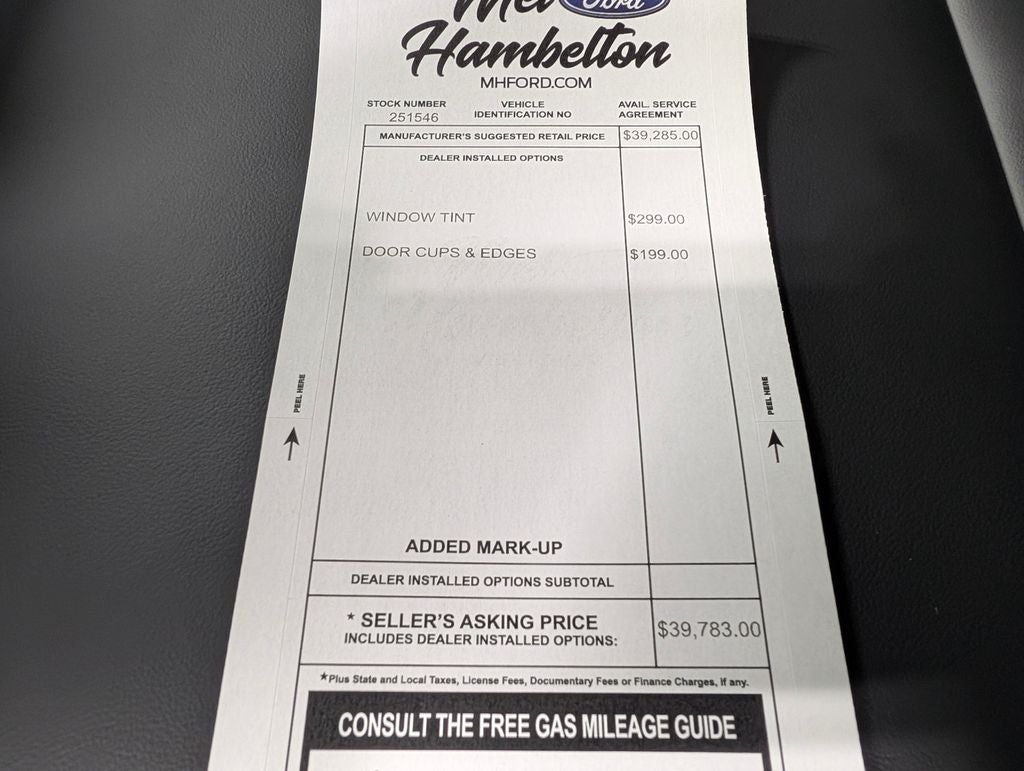 Mel Ford
Hambelton
MHFORD.COM
STOCK NUMBER VEHICLE IDENTIFICATION NO AVAIL. SERVICE AGREEMENT
251546
MANUFACTURER'S SUGGESTED RETAIL PRICE $39,285.00
DEALER INSTALLED OPTIONS
WINDOW TINT $299.00
DOOR CUPS & EDGES $199.00
PEEL HERE PEEL HERE
ADDED MARK-UP
DEALER INSTALLED OPTIONS SUBTOTAL
* SELLER'S ASKING PRICE
INCLUDES DEALER INSTALLED OPTIONS: $39,783.00
*Plus State and Local Taxes, License Fees, Documentary Fees or Finance Charges, if any.
CONSULT THE FREE GAS MILEAGE GUIDE